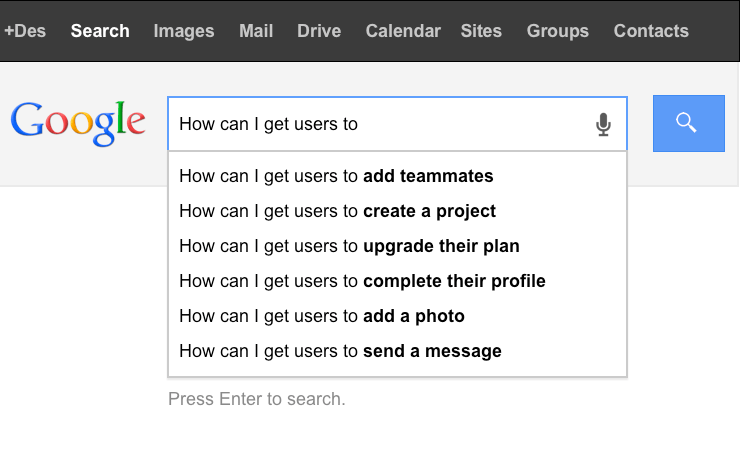 +Des Search Images Mail Drive Calendar Sites Groups Contacts
Google
How can I get users to
How can I get users to add teammates
How can I get users to create a project
How can I get users to upgrade their plan
How can I get users to complete their profile
How can I get users to add a photo
How can I get users to send a message
Press Enter to search.